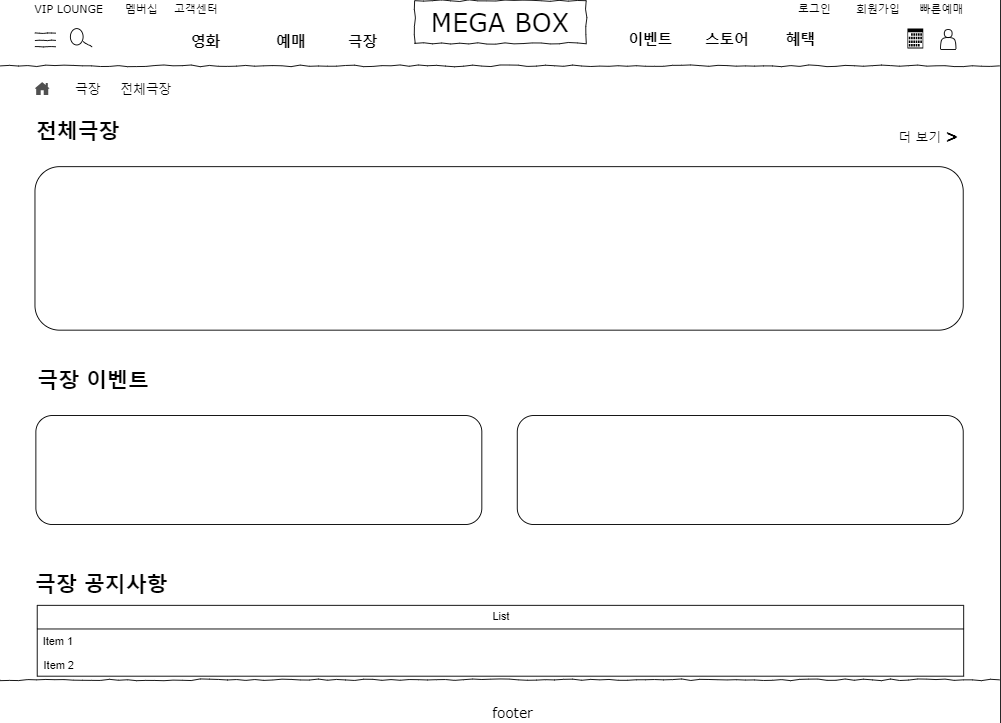 VIP LOUNGE 멤버십 고객센터 로그인 회원가입 빠른예매
영화 예매 극장 MEGA BOX 이벤트 스토어 혜택
극장 전체극장
전체극장
더 보기 >
극장 이벤트
극장 공지사항
List
Item 1
Item 2
footer